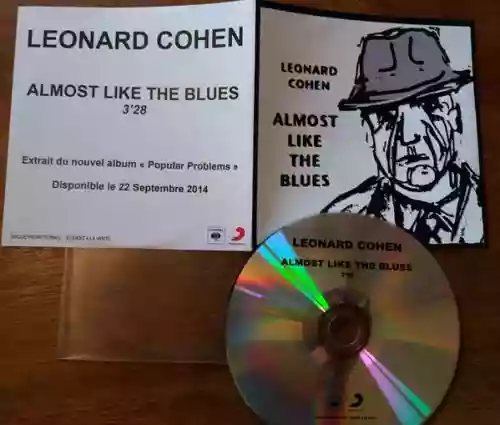 LEONARD COHEN
ALMOST LIKE THE BLUES
3'28
Extrait du nouvel album « Popular Problems »
Disponible le 22 Septembre 2014
LEONARD
COHEN
ALMOST
LIKE
THE
BLUES
LEONARD COHEN
ALMOST LIKE THE BLUES